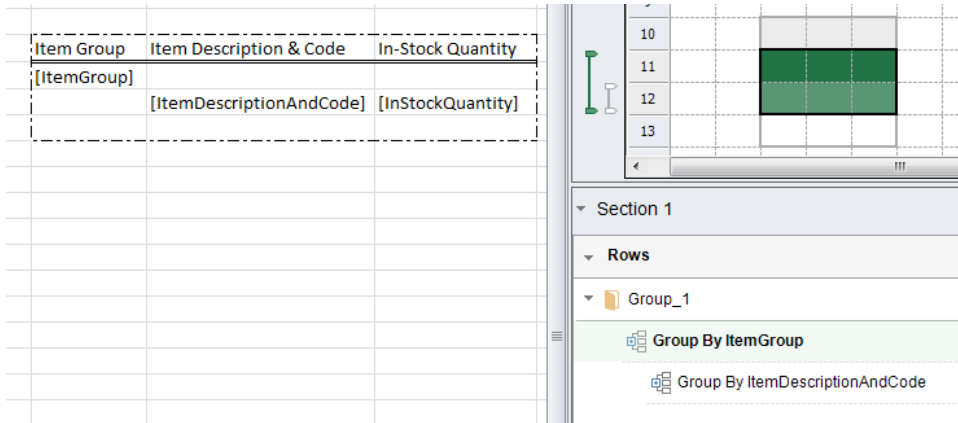 Item Group Item Description & Code In-Stock Quantity
[ItemGroup]
[ItemDescriptionAndCode] [InStockQuantity]
10
11
12
13
Section 1
Rows
Group_1
Group By ItemGroup
Group By ItemDescriptionAndCode